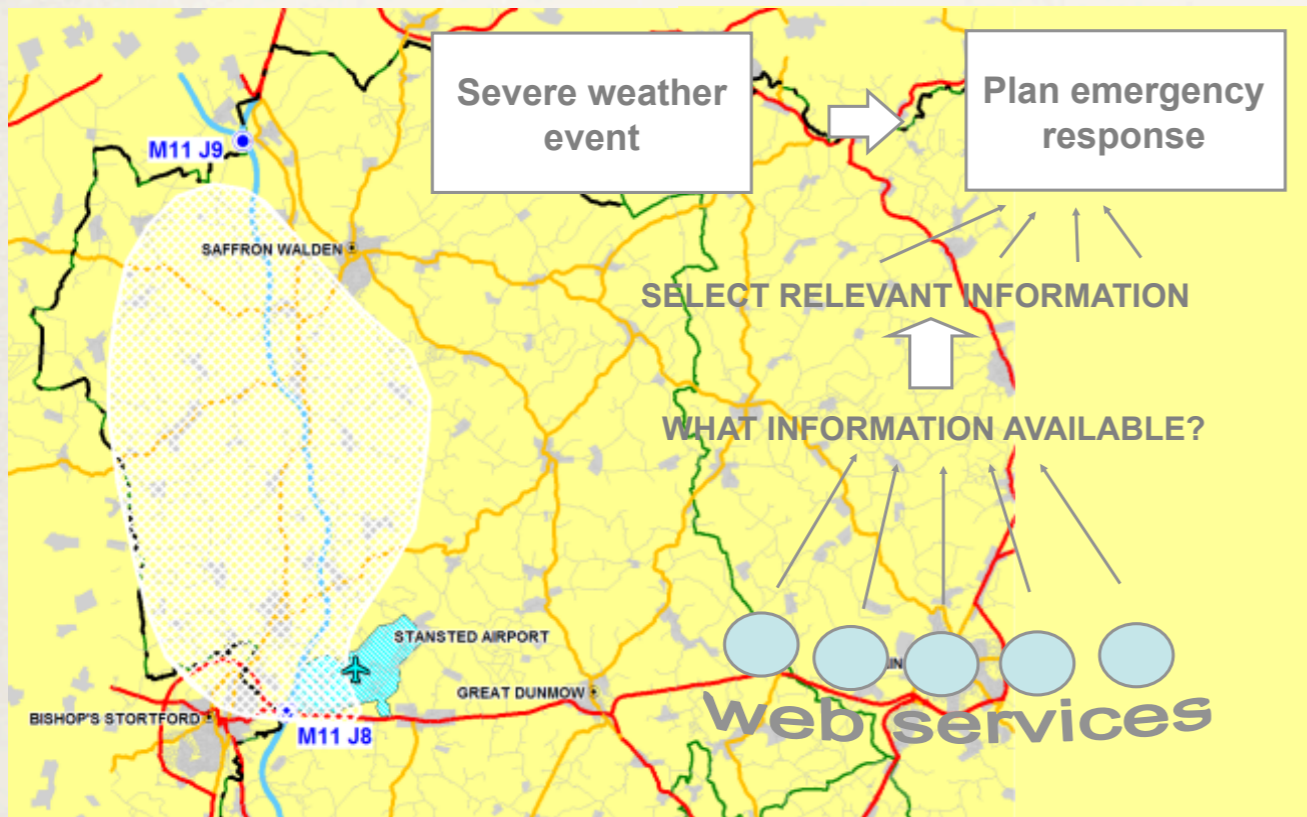 Severe weather
event
Plan emergency
response
M11 J9
SAFFRON WALDEN
SELECT RELEVANT INFORMATION
WHAT INFORMATION AVAILABLE?
STANSTED AIRPORT
GREAT DUNMOW
BISHOP'S STORTFORD
M11 J8
web services